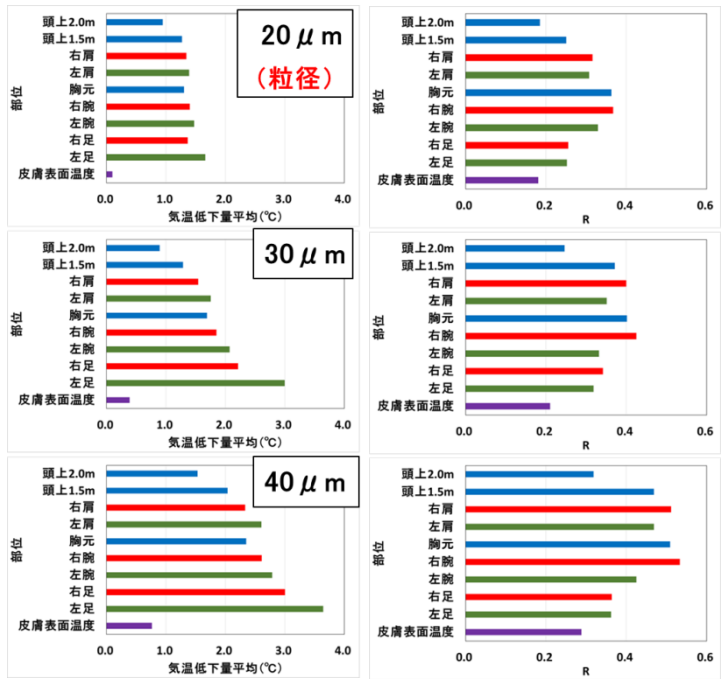 20μm
(粒径)
部位
頭上2.0m
頭上1.5m
右肩
左肩
胸元
右腕
左腕
右足
左足
皮膚表面温度
0.0 1.0 2.0 3.0 4.0
気温低下量平均(℃)
部位
頭上2.0m
頭上1.5m
右肩
左肩
胸元
右腕
左腕
右足
左足
皮膚表面温度
0.0 0.2 0.4 0.6
R
30μm
部位
頭上2.0m
頭上1.5m
右肩
左肩
胸元
右腕
左腕
右足
左足
皮膚表面温度
0.0 1.0 2.0 3.0 4.0
気温低下量平均(℃)
部位
頭上2.0m
頭上1.5m
右肩
左肩
胸元
右腕
左腕
右足
左足
皮膚表面温度
0.0 0.2 0.4 0.6
R
40μm
部位
頭上2.0m
頭上1.5m
右肩
左肩
胸元
右腕
左腕
右足
左足
皮膚表面温度
0.0 1.0 2.0 3.0 4.0
気温低下量平均(℃)
部位
頭上2.0m
頭上1.5m
右肩
左肩
胸元
右腕
左腕
右足
左足
皮膚表面温度
0.0 0.2 0.4 0.6
R